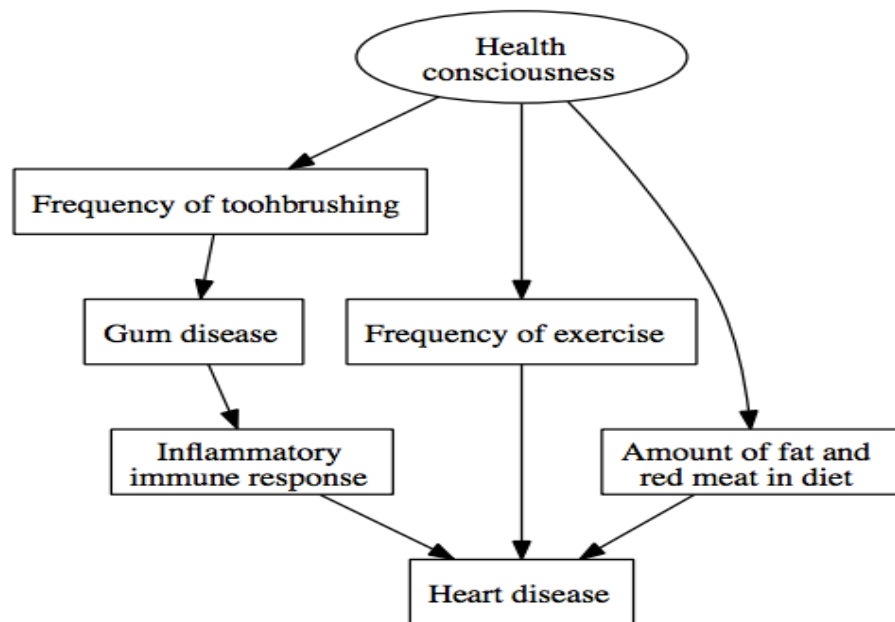 Health
consciousness
Frequency of toohbrushing
Gum disease
Frequency of exercise
Inflammatory
immune response
Amount of fat and
red meat in diet
Heart disease